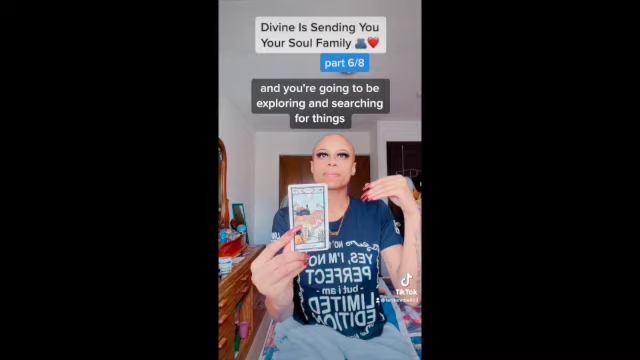 Divine Is Sending You
Your Soul Family 🫂❤️
part 6/8
and you're going to be
exploring and searching
for things
YES, I'M NOT
PERFECT
- but i am -
LIMITED
EDITION
TikTok